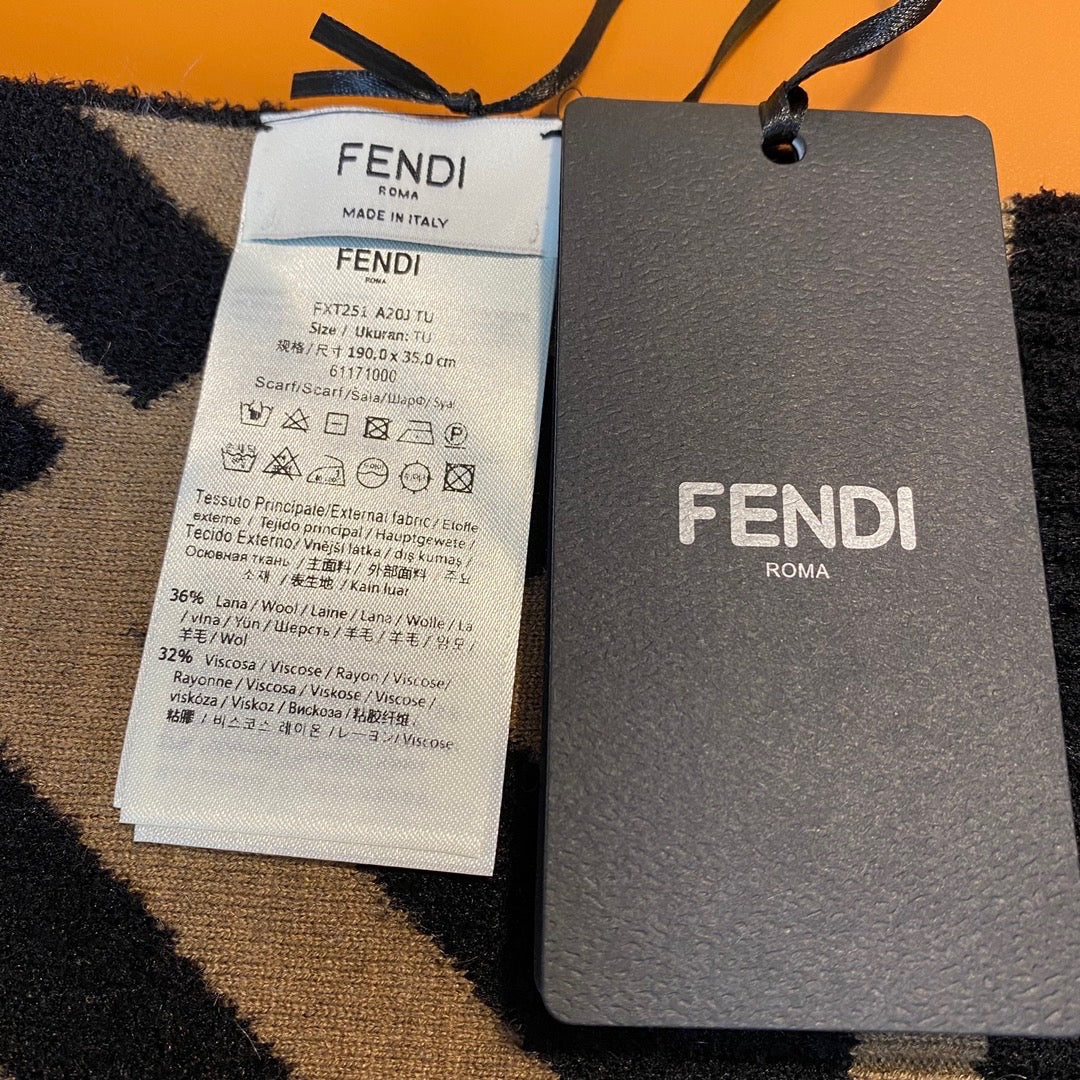 FENDI
ROMA
MADE IN ITALY
FENDI
ROMA
FXT251 A20J TU
Size / Ukuran: TU
规格/尺寸 190.0 x 35.0 cm
61171000
Scarf/Scarf/Šála/Шарф/Syal
P
Tessuto Principale/External fabric/Etoffe
externe / Tejido principal / Hauptgewete /
Tecido Externo/Vnější látka / dış kumaş /
Основная ткань / 主面料 / 外部面料 주요
소재 / 表生地 / Kain luar
36% Lana / Wool / Laine / Lana / Wolle / Lã
/ vlna / Yün / Шерсть / 羊毛 / 羊毛 / 양모 /
羊毛 / Wol
32% Viscosa / Viscose / Rayon / Viscose/
Rayonne / Viscosa / Viskose / Viscose/
viskóza / Viskoz / Вискоза / 粘胶纤维
粘膠 / 비스코스 레이온 / レーヨン/ Viscose
FENDI
ROMA